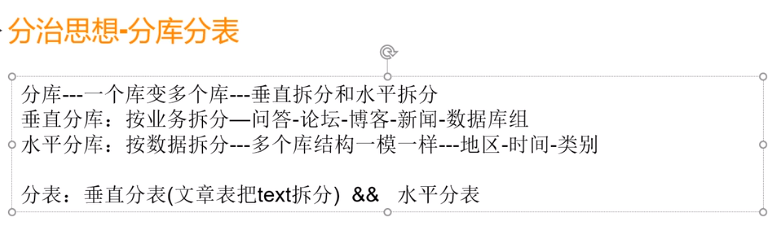 分治思想-分库分表
分库---一个库变多个库---垂直拆分和水平拆分
垂直分库：按业务拆分—问答-论坛-博客-新闻-数据库组
水平分库：按数据拆分---多个库结构一模一样---地区-时间-类别
分表：垂直分表(文章表把text拆分) && 水平分表